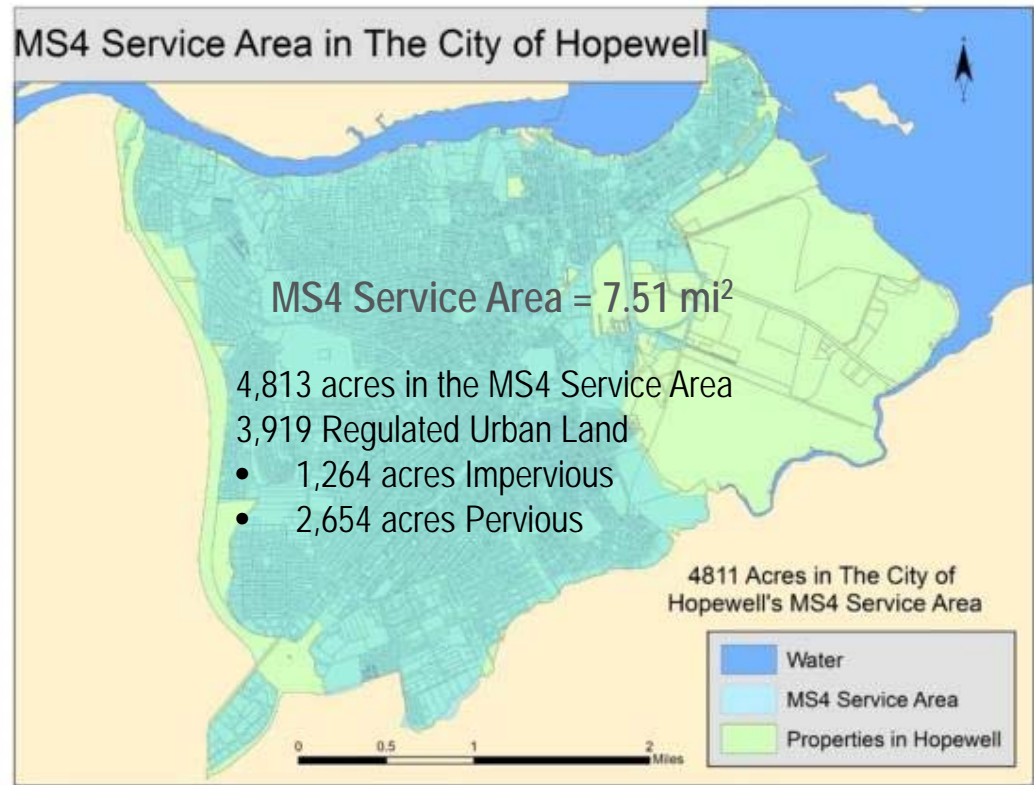 MS4 Service Area in The City of Hopewell
MS4 Service Area = 7.51 mi²
4,813 acres in the MS4 Service Area
3,919 Regulated Urban Land
• 1,264 acres Impervious
• 2,654 acres Pervious
4811 Acres in The City of
Hopewell's MS4 Service Area
Water
MS4 Service Area
Properties in Hopewell
0 0.5 1 2
Miles